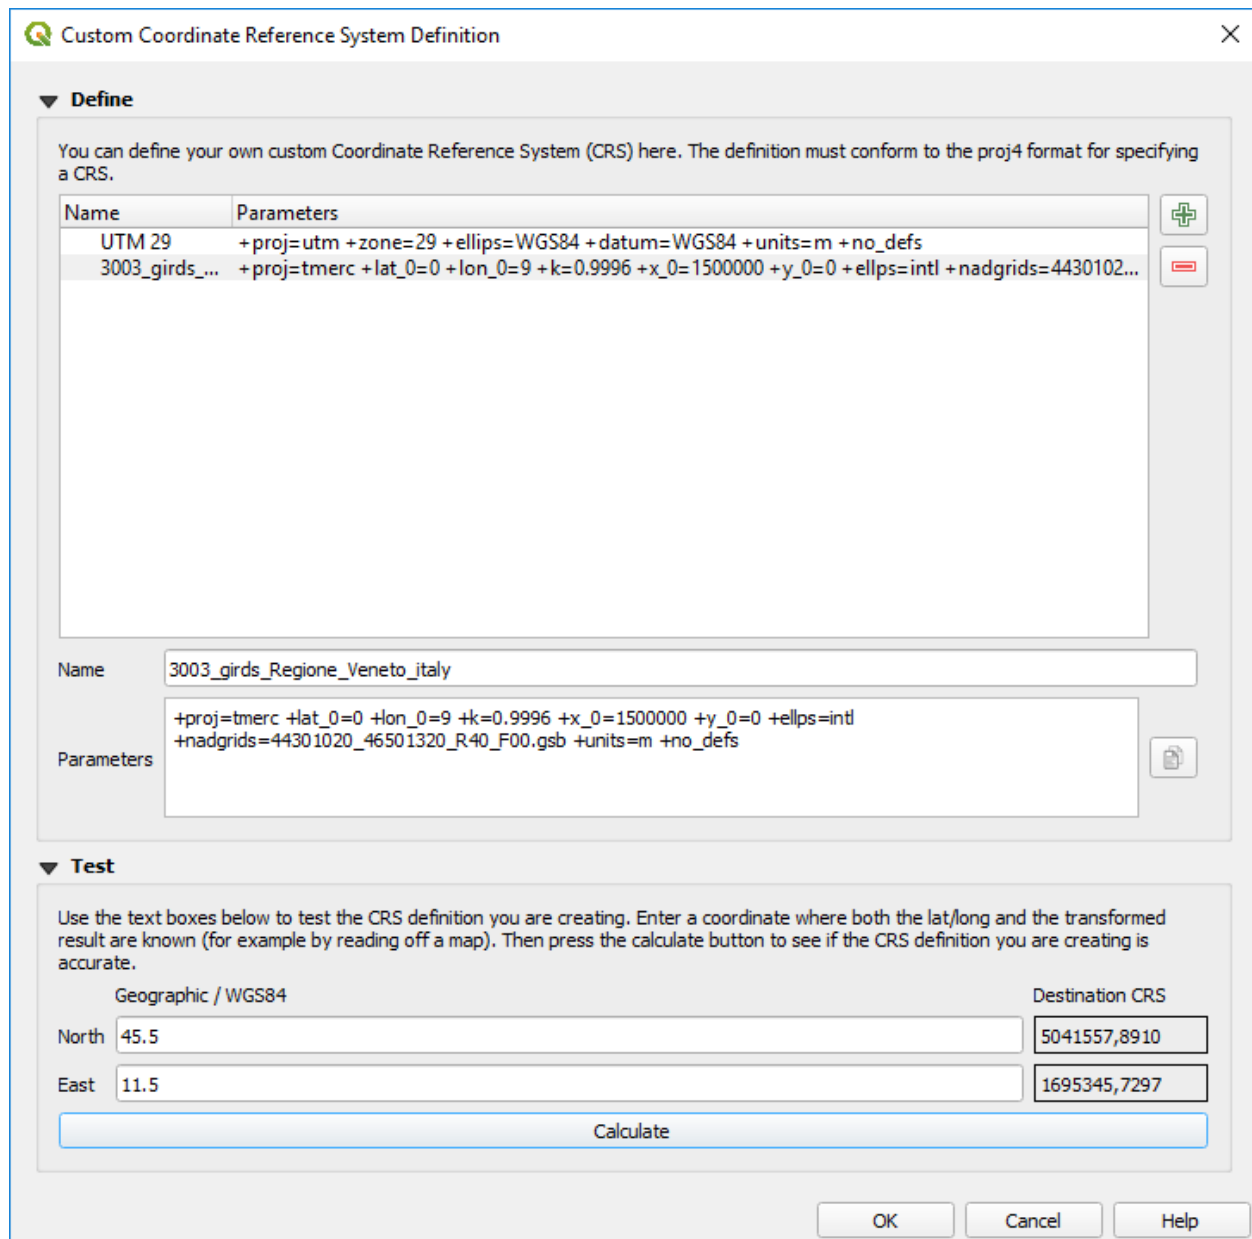 Custom Coordinate Reference System Definition
Define
You can define your own custom Coordinate Reference System (CRS) here. The definition must conform to the proj4 format for specifying
a CRS.
Name Parameters
UTM 29 +proj=utm +zone=29 +ellips=WGS84 +datum=WGS84 +units=m +no_defs
3003_girds_... +proj=tmerc +lat_0=0 +lon_0=9 +k=0.9996 +x_0=1500000 +y_0=0 +ellps=intl +nadgrids=4430102...
Name 3003_girds_Regione_Veneto_italy
+proj=tmerc +lat_0=0 +lon_0=9 +k=0.9996 +x_0=1500000 +y_0=0 +ellps=intl
+nadgrids=44301020_46501320_R40_F00.gsb +units=m +no_defs
Parameters
Test
Use the text boxes below to test the CRS definition you are creating. Enter a coordinate where both the lat/long and the transformed
result are known (for example by reading off a map). Then press the calculate button to see if the CRS definition you are creating is
accurate.
Geographic / WGS84 Destination CRS
North 45.5 5041557,8910
East 11.5 1695345,7297
Calculate
OK Cancel Help